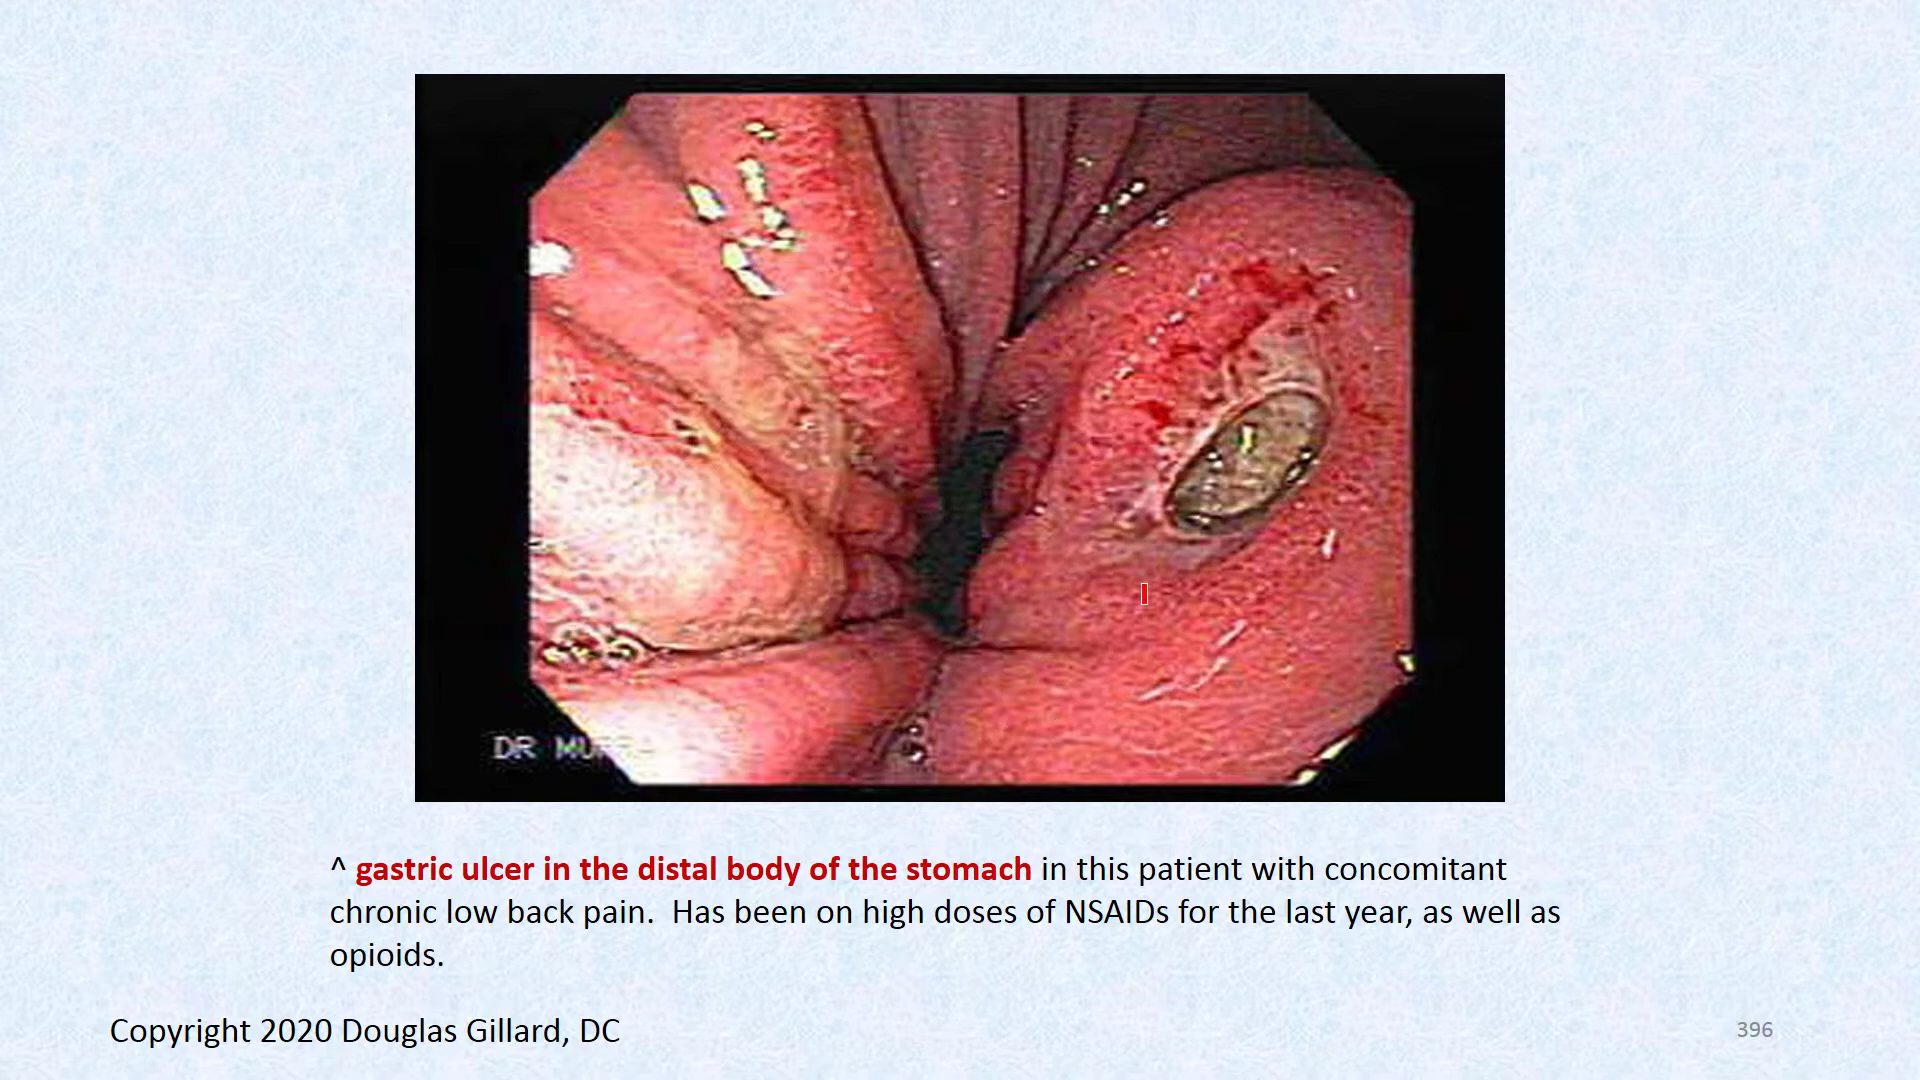 DR
^ gastric ulcer in the distal body of the stomach in this patient with concomitant
chronic low back pain.  Has been on high doses of NSAIDs for the last year, as well as
opioids.
Copyright 2020 Douglas Gillard, DC
396